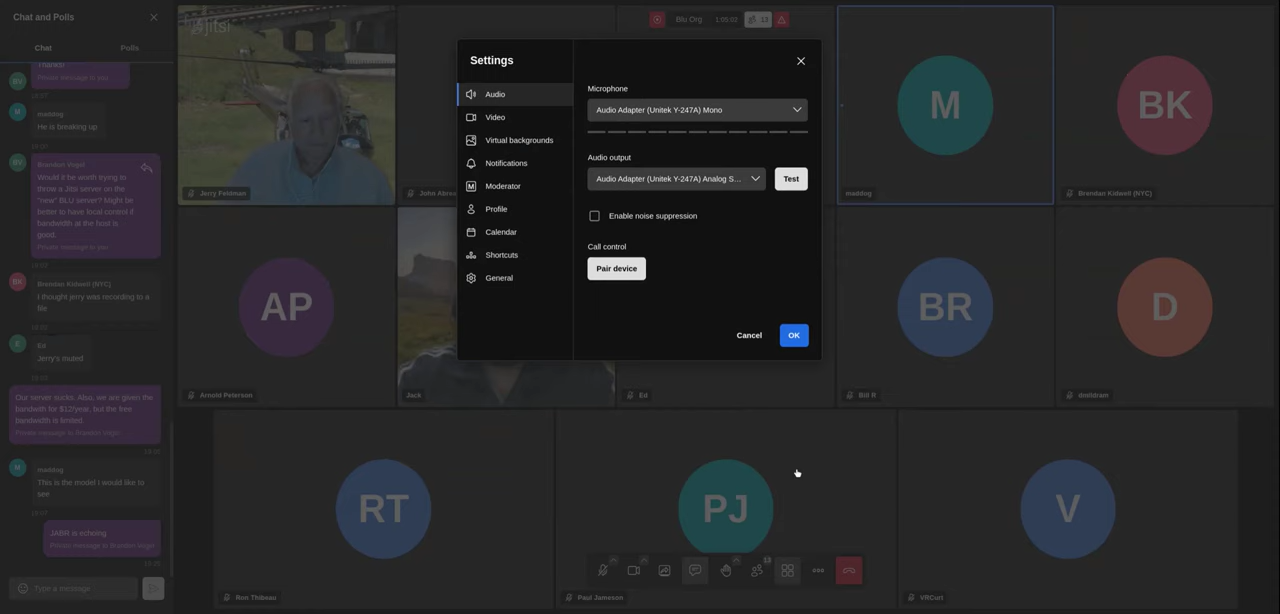 Chat and Polls
Chat
Polls
Thanks!
Private message to you
BV
M
maddog
He is breaking up
BV
Brandon Vogel
Would it be worth trying to
throw a Jitsi server on the
"new" BLU server? Might be
better to have local control if
bandwidth at the host is
good.
Private message to you
BK
Brendan Kidwell (NYC)
I thought jerry was recording to a
file
E
Ed
Jerry's muted
Our server sucks. Also, we are given the
bandwith for $12/year, but the free
bandwidth is limited.
Private message to Brandon Vogel
M
maddog
This is the model I would like to
see
JABR is echoing
Private message to Brandon Vogel
Type a message
Jitsi
Blu Org
1:05:02
13
Jerry Feldman
M
maddog
BK
Brendan Kidwell (NYC)
Settings
Audio
Video
Virtual backgrounds
Notifications
Moderator
Profile
Calendar
Shortcuts
General
Microphone
Audio Adapter (Unitek Y-247A) Mono
Audio output
Audio Adapter (Unitek Y-247A) Analog S...
Test
Enable noise suppression
Call control
Pair device
Cancel
OK
AP
Arnold Peterson
Jack
Ed
BR
Bill R
D
dmildram
RT
Ron Thibeau
PJ
Paul Jameson
V
VRCurt
13